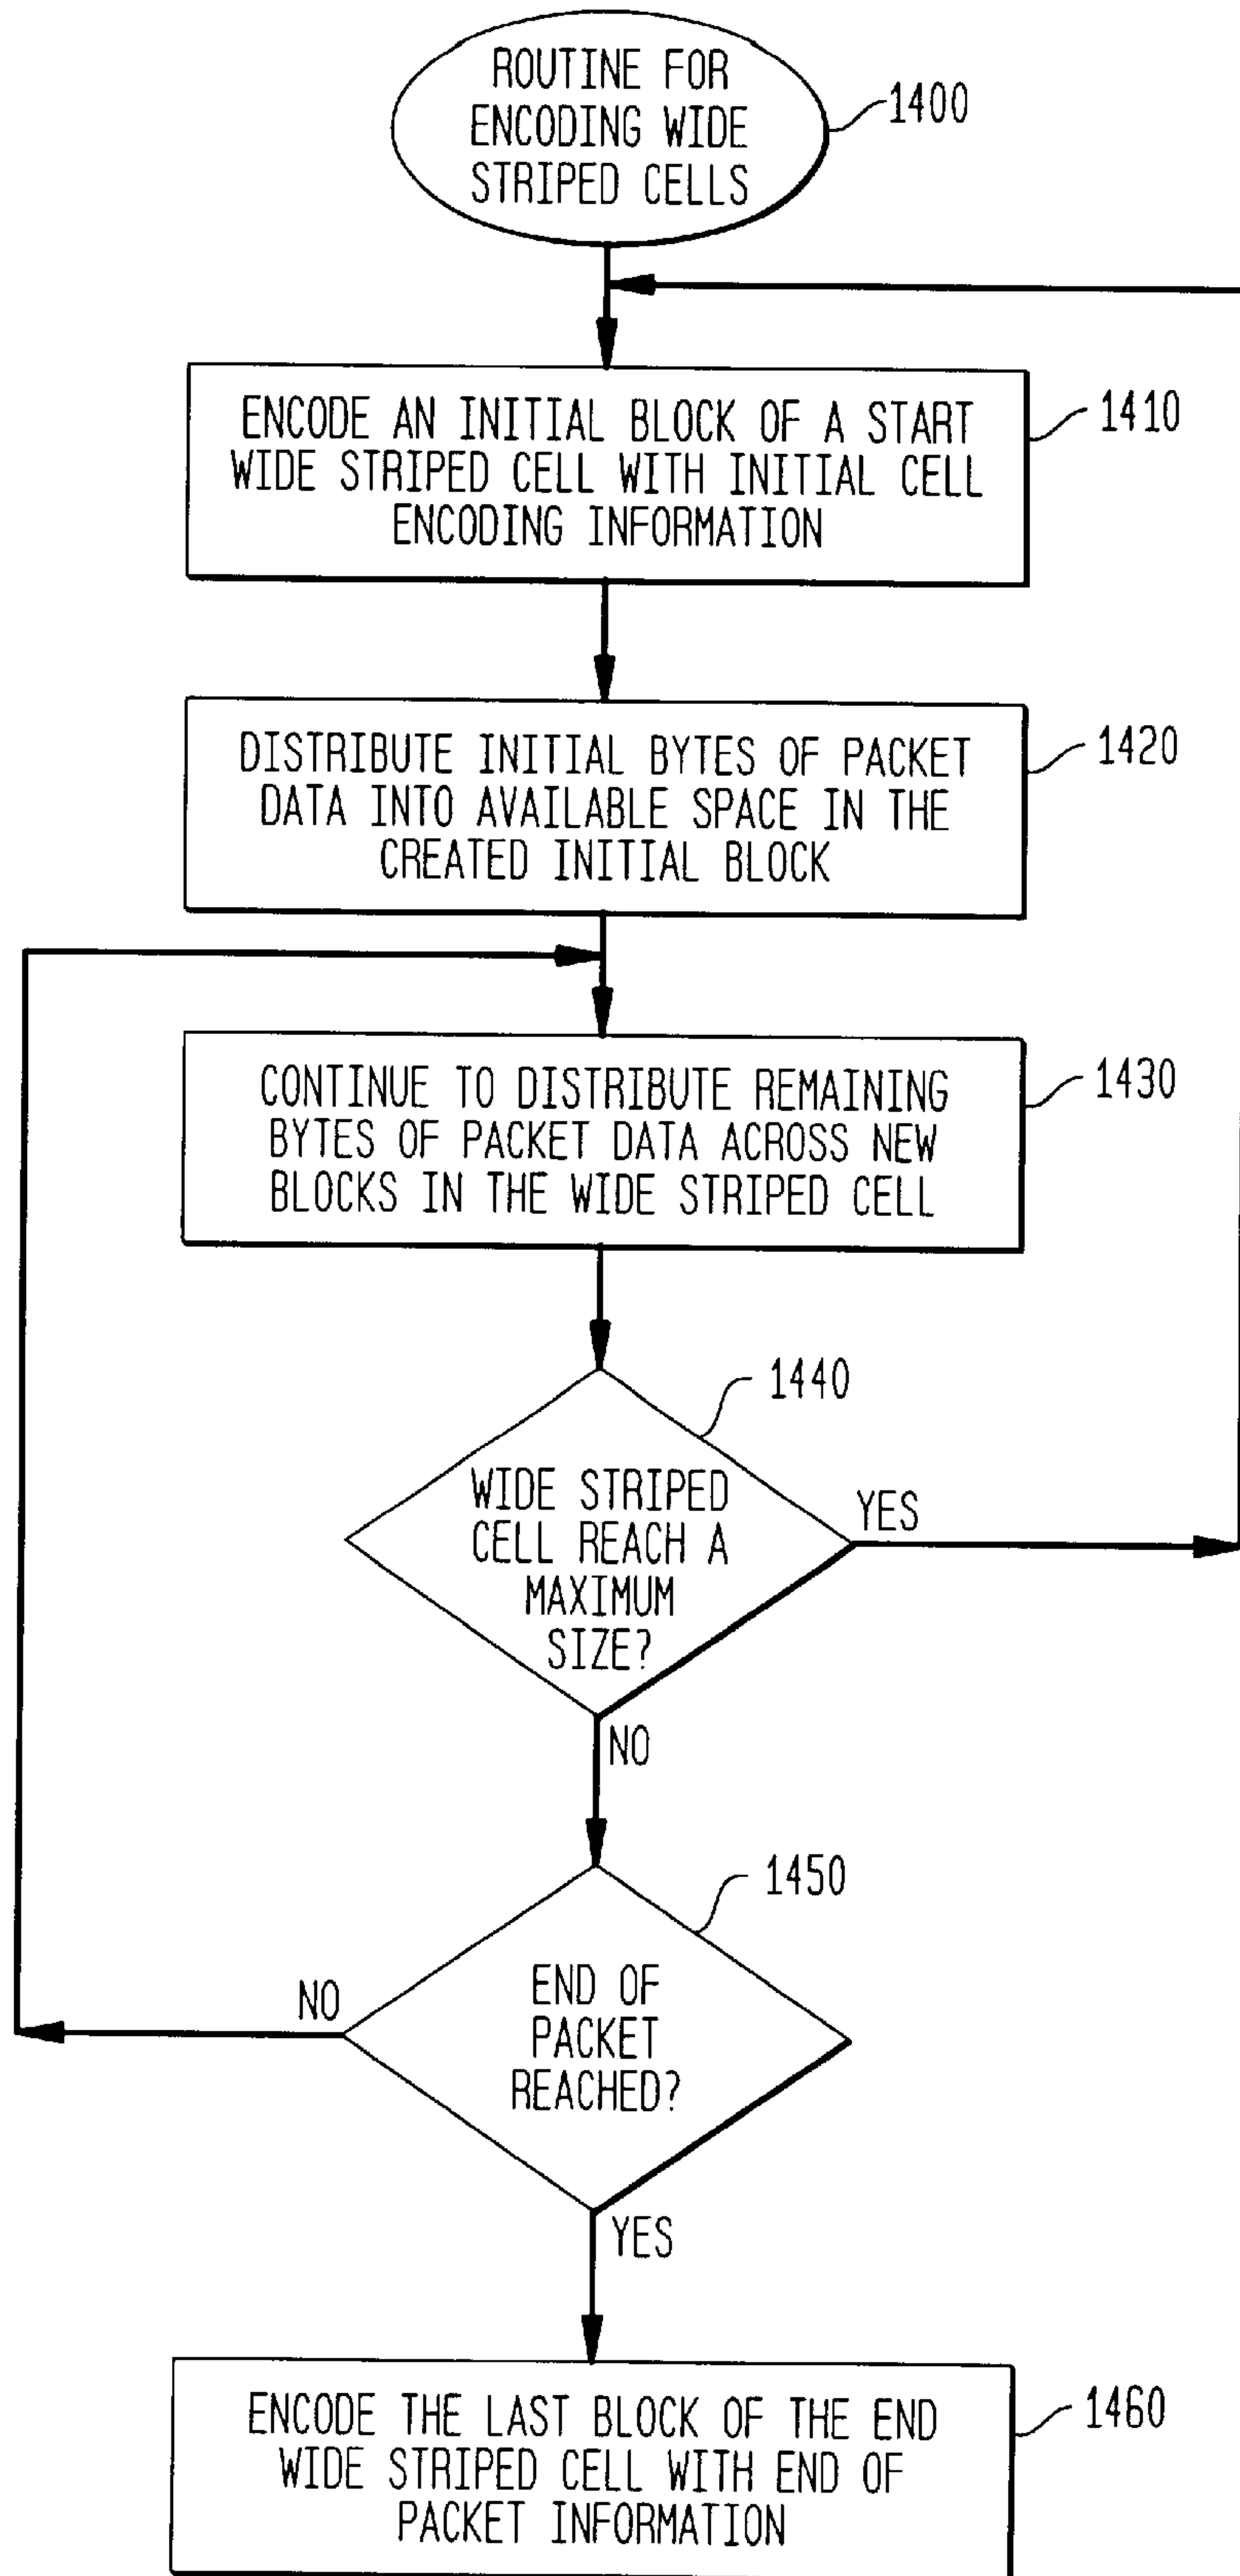 ROUTINE FOR
ENCODING WIDE
STRIPED CELLS
1400
ENCODE AN INITIAL BLOCK OF A START
WIDE STRIPED CELL WITH INITIAL CELL
ENCODING INFORMATION
1410
DISTRIBUTE INITIAL BYTES OF PACKET
DATA INTO AVAILABLE SPACE IN THE
CREATED INITIAL BLOCK
1420
CONTINUE TO DISTRIBUTE REMAINING
BYTES OF PACKET DATA ACROSS NEW
BLOCKS IN THE WIDE STRIPED CELL
1430
1440
WIDE STRIPED
CELL REACH A
MAXIMUM
SIZE?
YES
NO
1450
END OF
PACKET
REACHED?
NO
YES
ENCODE THE LAST BLOCK OF THE END
WIDE STRIPED CELL WITH END OF
PACKET INFORMATION
1460